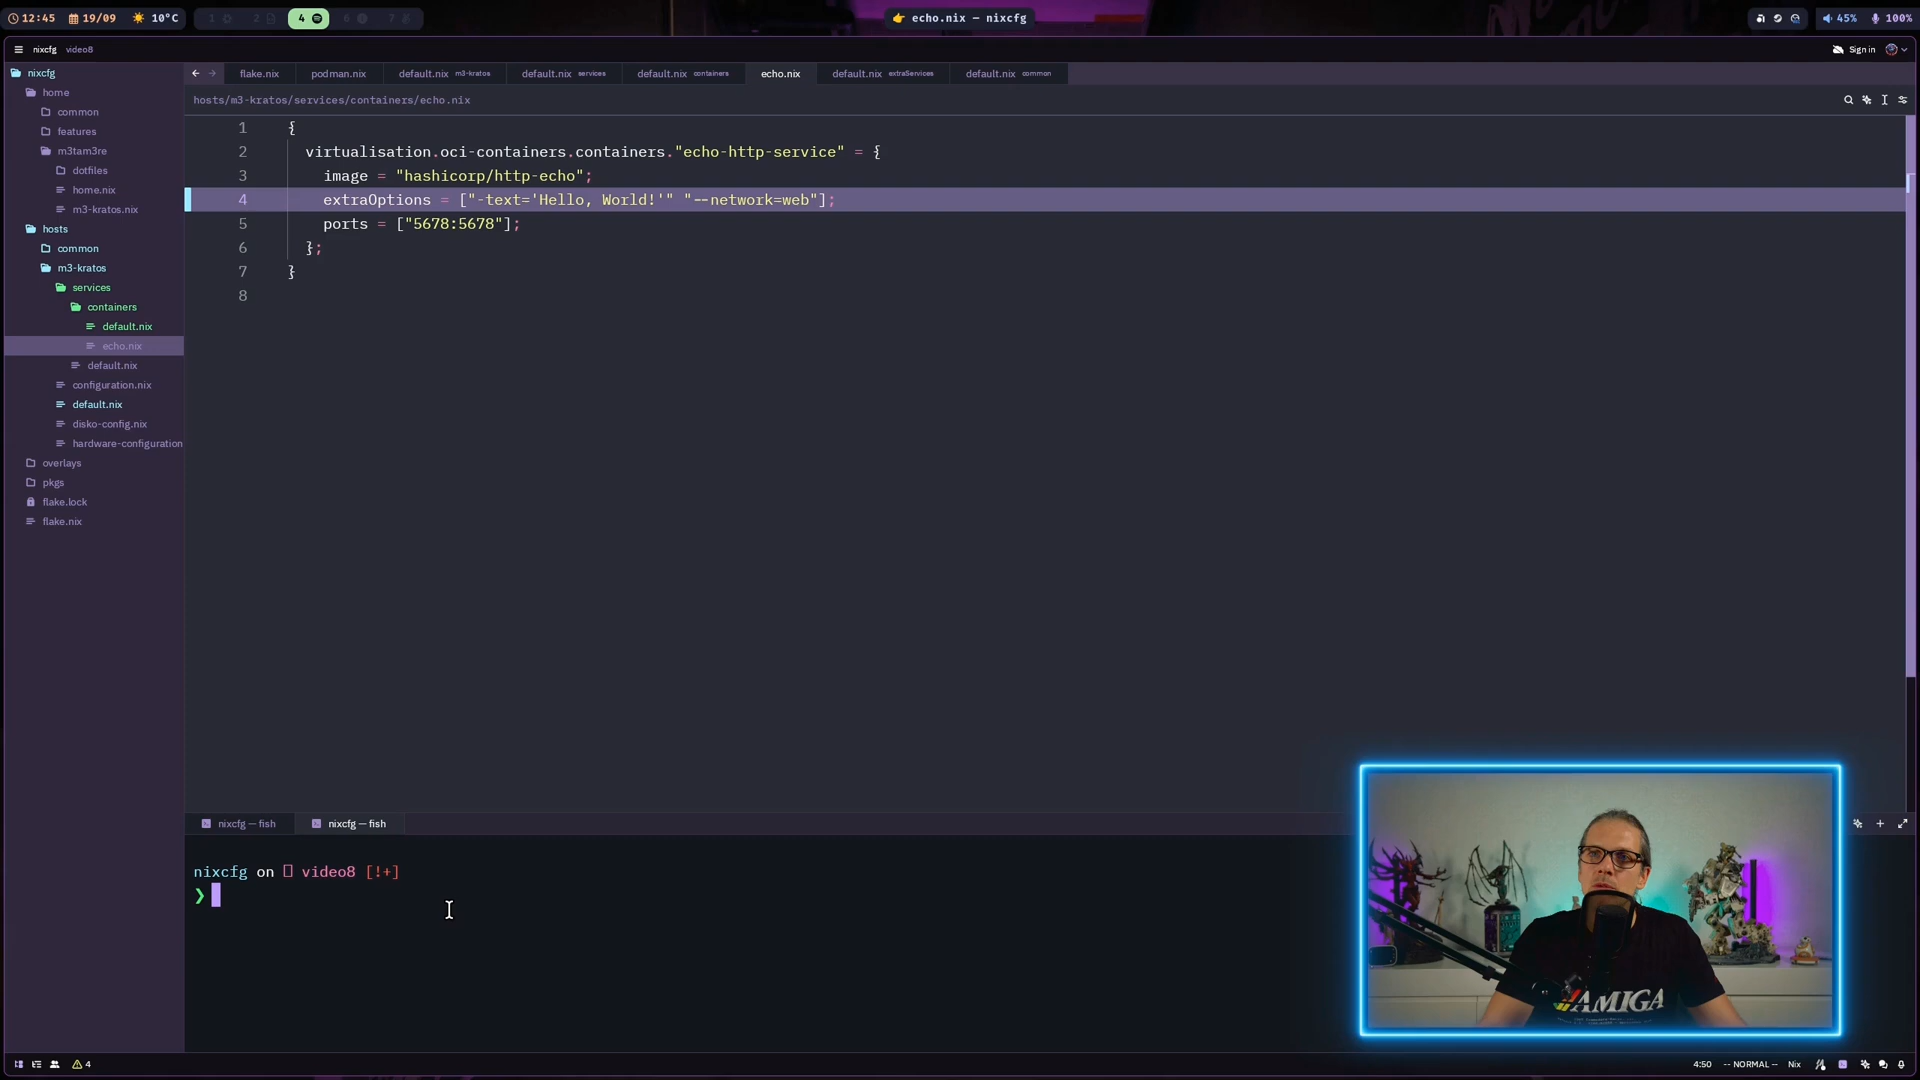 12:45 19/09 10°C 1 2 4 6 7 👉 echo.nix — nixcfg 45% 100%
nixcfg video8 Sign in
nixcfg
home
common
features
m3tam3re
dotfiles
home.nix
m3-kratos.nix
hosts
common
m3-kratos
services
containers
default.nix
echo.nix
default.nix
configuration.nix
default.nix
disko-config.nix
hardware-configuration
overlays
pkgs
flake.lock
flake.nix
flake.nix podman.nix default.nix m3-kratos default.nix services default.nix containers echo.nix default.nix extraServices default.nix common
hosts/m3-kratos/services/containers/echo.nix
1 {
2 virtualisation.oci-containers.containers."echo-http-service" = {
3 image = "hashicorp/http-echo";
4 extraOptions = ["-text='Hello, World!'" "--network=web"];
5 ports = ["5678:5678"];
6 };
7 }
8
nixcfg — fish nixcfg — fish
nixcfg on video8 [!+]
❯
AMIGA
4 4:50 -- NORMAL -- Nix